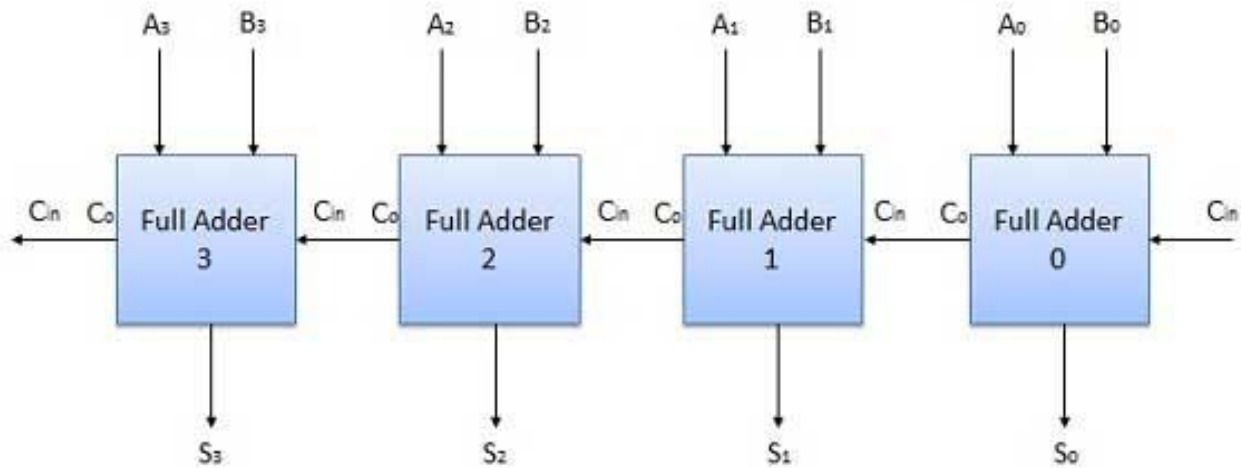 A₃ B₃ A₂ B₂ A₁ B₁ A₀ B₀
Cin Co Full Adder 3 Cin Co Full Adder 2 Cin Co Full Adder 1 Cin Co Full Adder 0 Cin
S₃ S₂ S₁ S₀